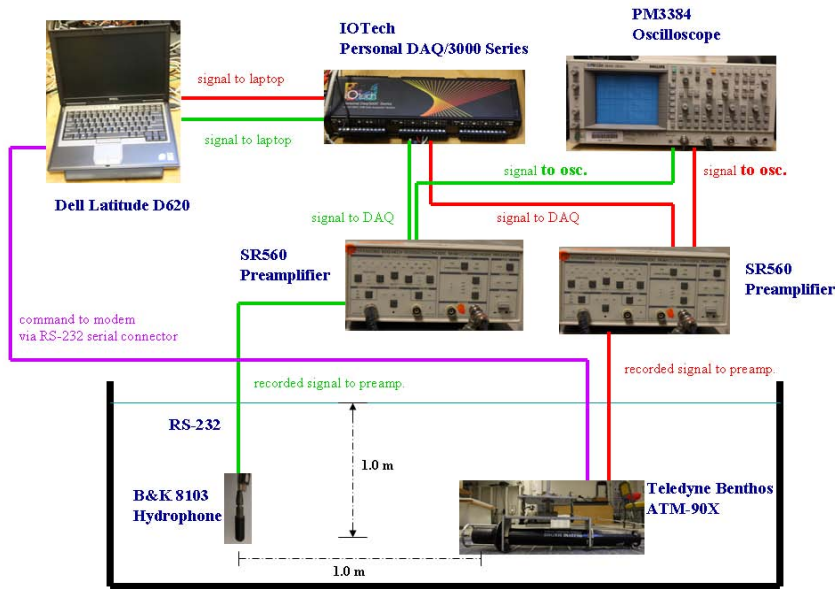 IOTech
Personal DAQ/3000 Series
PM3384
Oscilloscope
signal to laptop
signal to laptop
Dell Latitude D620
signal to osc.
signal to osc.
signal to DAQ
signal to DAQ
SR560
Preamplifier
SR560
Preamplifier
command to modem
via RS-232 serial connector
recorded signal to preamp.
recorded signal to preamp.
RS-232
1.0 m
B&K 8103
Hydrophone
Teledyne Benthos
ATM-90X
1.0 m